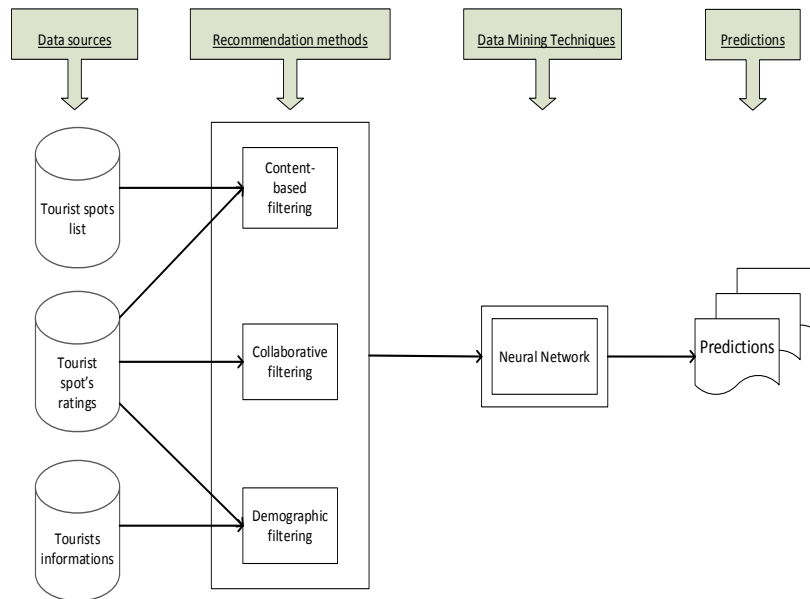 Data sources
Recommendation methods
Data Mining Techniques
Predictions
Tourist spots
list
Content-
based
filtering
Tourist
spot's
ratings
Collaborative
filtering
Neural Network
Predictions
Tourists
informations
Demographic
filtering